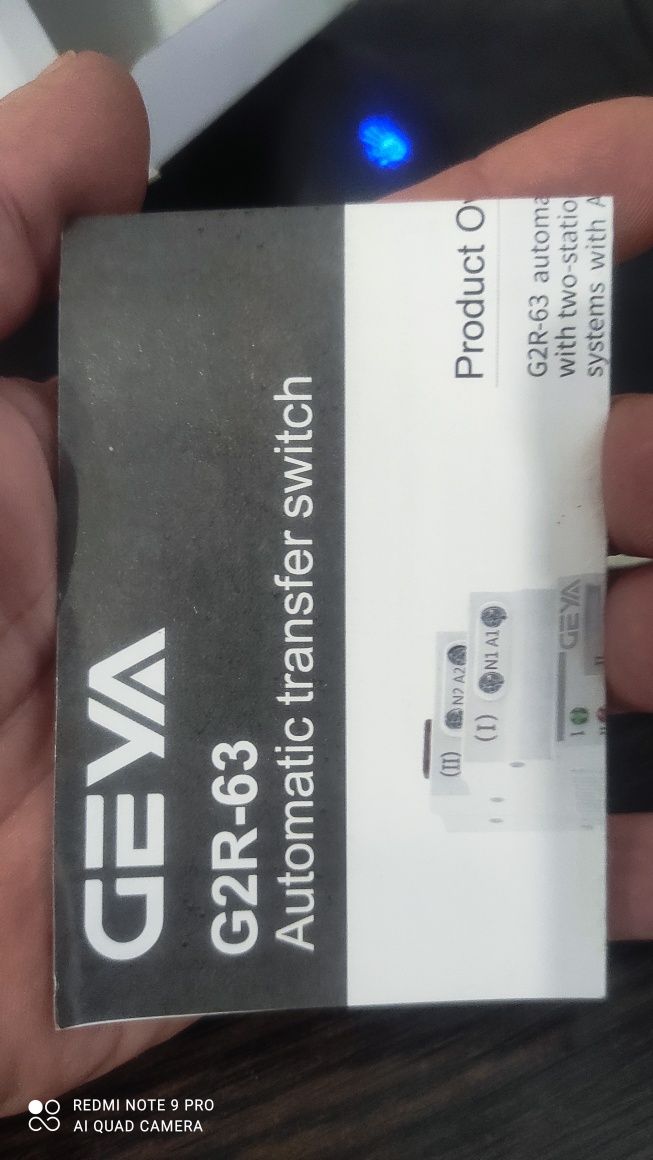 GEYA
G2R-63
Automatic transfer switch
Product
G2R-63 automa
with two-statio
systems with A
(II)
N2 A2
(I)
N1 A1
GEYA
REDMI NOTE 9 PRO
AI QUAD CAMERA